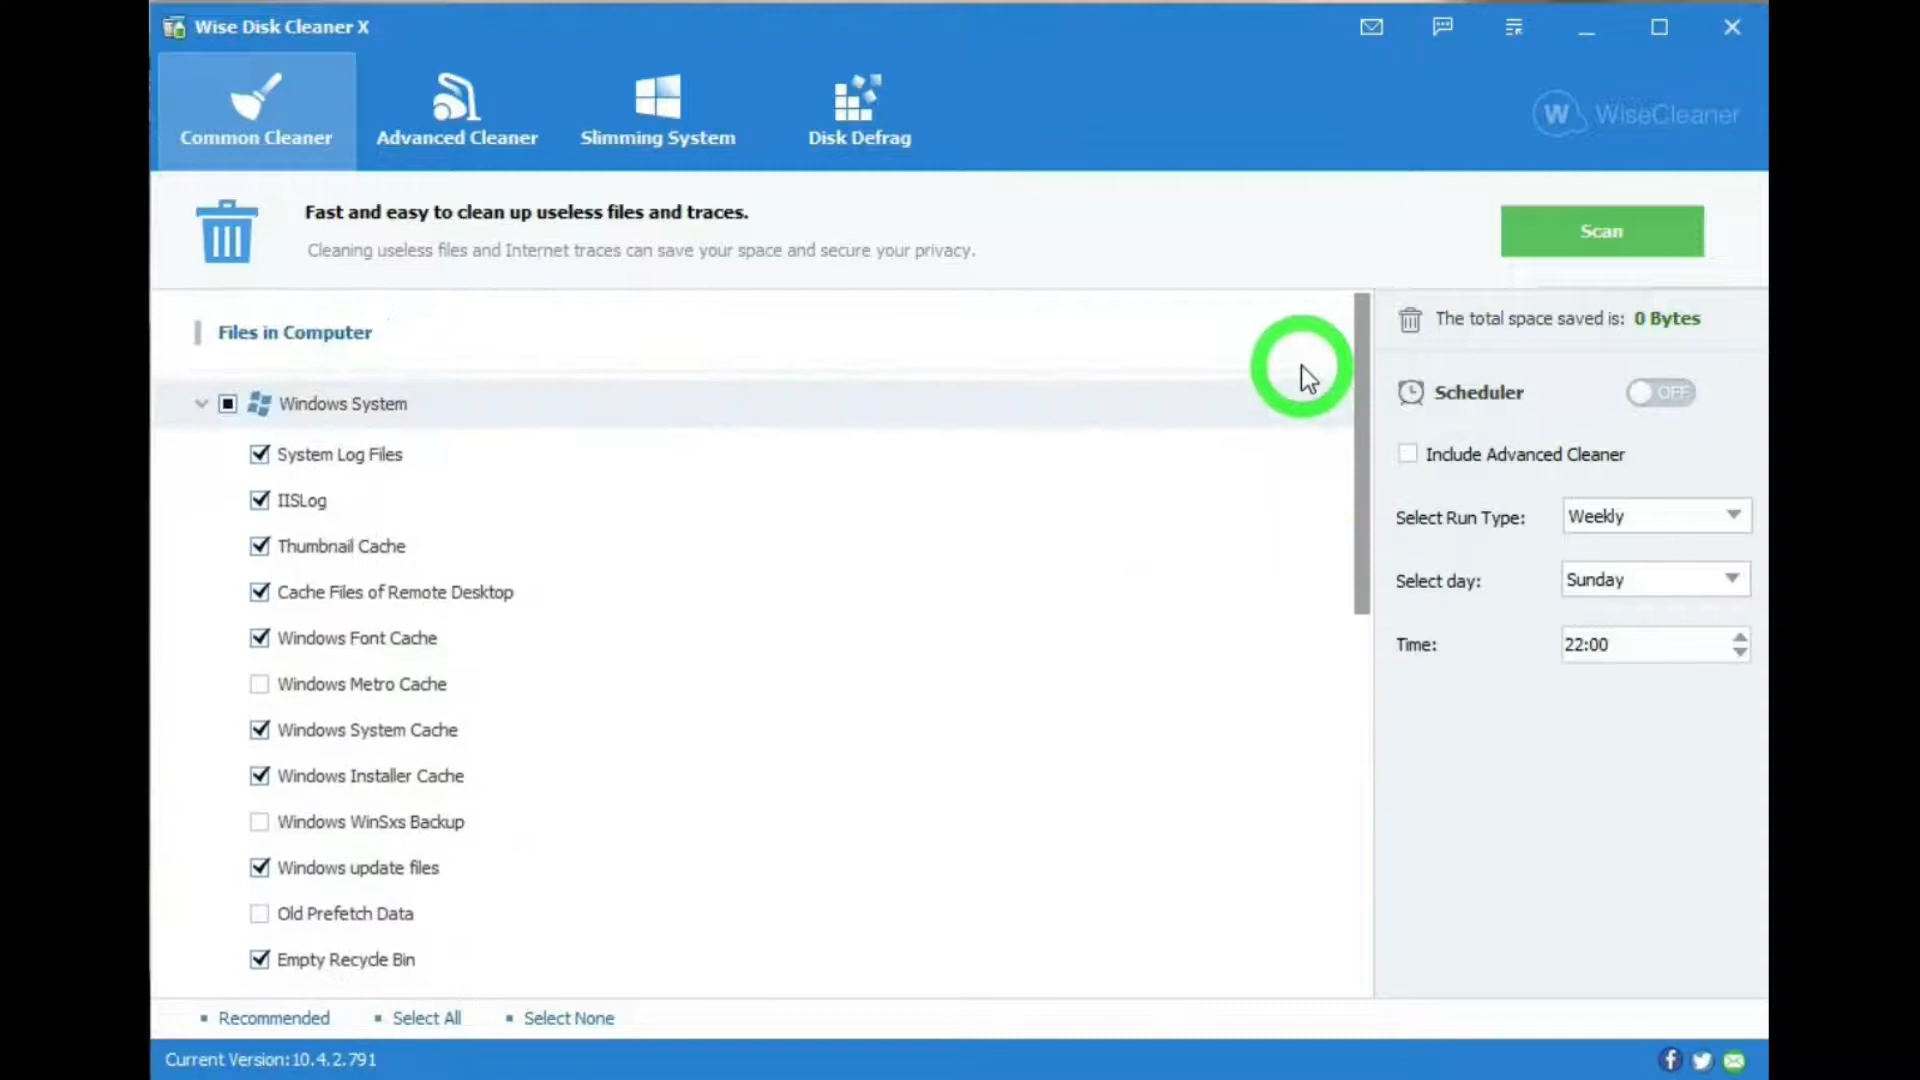 Wise Disk Cleaner X
Common Cleaner
Advanced Cleaner
Slimming System
Disk Defrag
W WiseCleaner
Fast and easy to clean up useless files and traces.
Cleaning useless files and Internet traces can save your space and secure your privacy.
Scan
Files in Computer
Windows System
System Log Files
IISLog
Thumbnail Cache
Cache Files of Remote Desktop
Windows Font Cache
Windows Metro Cache
Windows System Cache
Windows Installer Cache
Windows WinSxs Backup
Windows update files
Old Prefetch Data
Empty Recycle Bin
The total space saved is: 0 Bytes
Scheduler OFF
Include Advanced Cleaner
Select Run Type: Weekly
Select day: Sunday
Time: 22:00
Recommended Select All Select None
Current Version:10.4.2.791